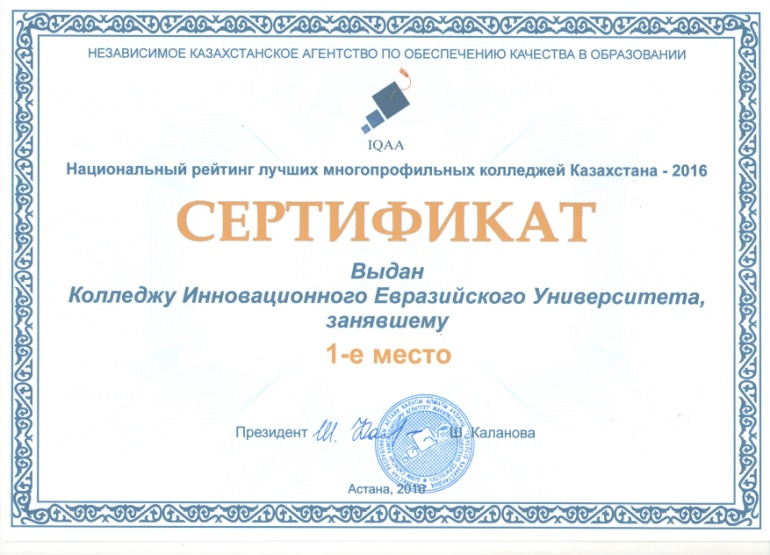 НЕЗАВИСИМОЕ КАЗАХСТАНСКОЕ АГЕНТСТВО ПО ОБЕСПЕЧЕНИЮ КАЧЕСТВА В ОБРАЗОВАНИИ
IQAA
Национальный рейтинг лучших многопрофильных колледжей Казахстана - 2016
СЕРТИФИКАТ
Выдан
Колледжу Инновационного Евразийского Университета,
занявшему
1-е место
Президент Ш. Каланова
Астана, 2016